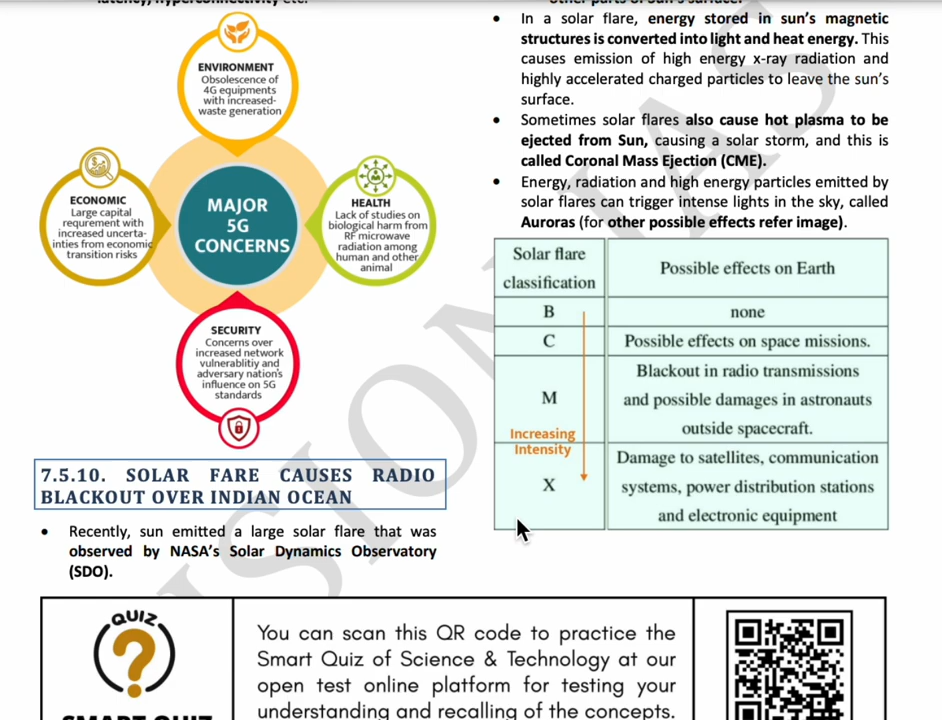 latency, hyperconnectivity etc.
ENVIRONMENT
Obsolescence of
4G equipments
with increased-
waste generation
ECONOMIC
Large capital
requrement with
increased uncerta-
inties from economic
transition risks
MAJOR
5G
CONCERNS
HEALTH
Lack of studies on
biological harm from
RF microwave
radiation among
human and other
animal
SECURITY
Concerns over
increased network
vulnerablitiy and
adversary nation's
influence on 5G
standards
7.5.10. SOLAR FARE CAUSES RADIO
BLACKOUT OVER INDIAN OCEAN
• Recently, sun emitted a large solar flare that was
observed by NASA's Solar Dynamics Observatory
(SDO).
other parts of Sun's surface.
• In a solar flare, energy stored in sun's magnetic
structures is converted into light and heat energy. This
causes emission of high energy x-ray radiation and
highly accelerated charged particles to leave the sun's
surface.
• Sometimes solar flares also cause hot plasma to be
ejected from Sun, causing a solar storm, and this is
called Coronal Mass Ejection (CME).
• Energy, radiation and high energy particles emitted by
solar flares can trigger intense lights in the sky, called
Auroras (for other possible effects refer image).
Solar flare
classification
Possible effects on Earth
B none
C Possible effects on space missions.
M
Blackout in radio transmissions
and possible damages in astronauts
outside spacecraft.
Increasing
Intensity
X
Damage to satellites, communication
systems, power distribution stations
and electronic equipment
VISION IAS
QUIZ
SMART QUIZ
You can scan this QR code to practice the
Smart Quiz of Science & Technology at our
open test online platform for testing your
understanding and recalling of the concepts.